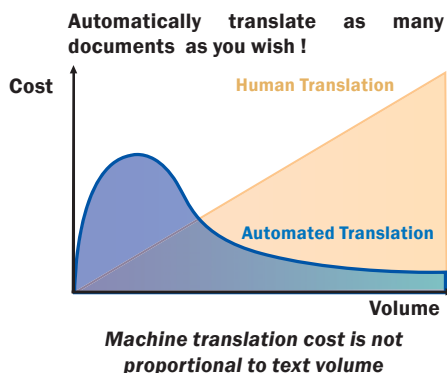 Automatically translate as many
documents as you wish !
Cost
Human Translation
Automated Translation
Volume
Machine translation cost is not
proportional to text volume